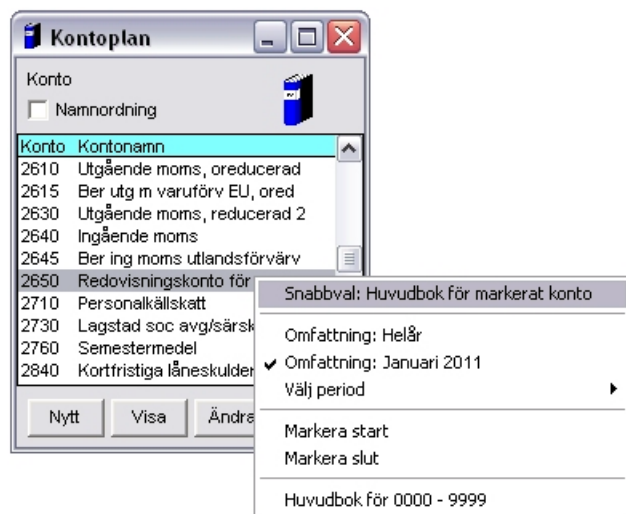 Kontoplan
Konto
Namnordning
Konto Kontonamn
2610 Utgående moms, oreducerad
2615 Ber utg m varuförv EU, ored
2630 Utgående moms, reducerad 2
2640 Ingående moms
2645 Ber ing moms utlandsförvärv
2650 Redovisningskonto för
2710 Personalkällskatt
2730 Lagstad soc avg/särsk
2760 Semestermedel
2840 Kortfristiga låneskulder
Nytt Visa Ändra
Snabbval: Huvudbok för markerat konto
Omfattning: Helår
Omfattning: Januari 2011
Välj period
Markera start
Markera slut
Huvudbok för 0000 - 9999